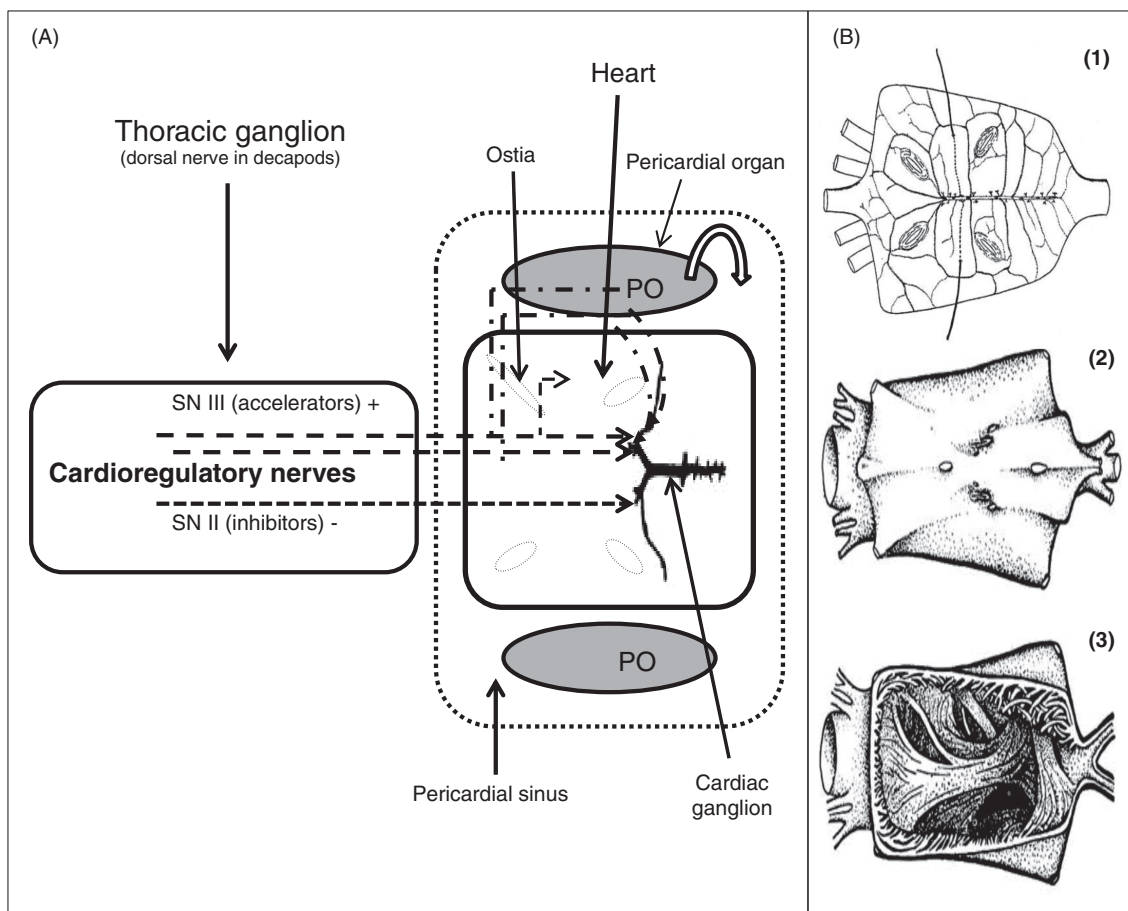 (A)
Heart
Thoracic ganglion
(dorsal nerve in decapods)
Ostia
Pericardial organ
PO
SN III (accelerators) +
Cardioregulatory nerves
SN II (inhibitors) -
PO
Pericardial sinus
Cardiac
ganglion
(B)
(1)
(2)
(3)